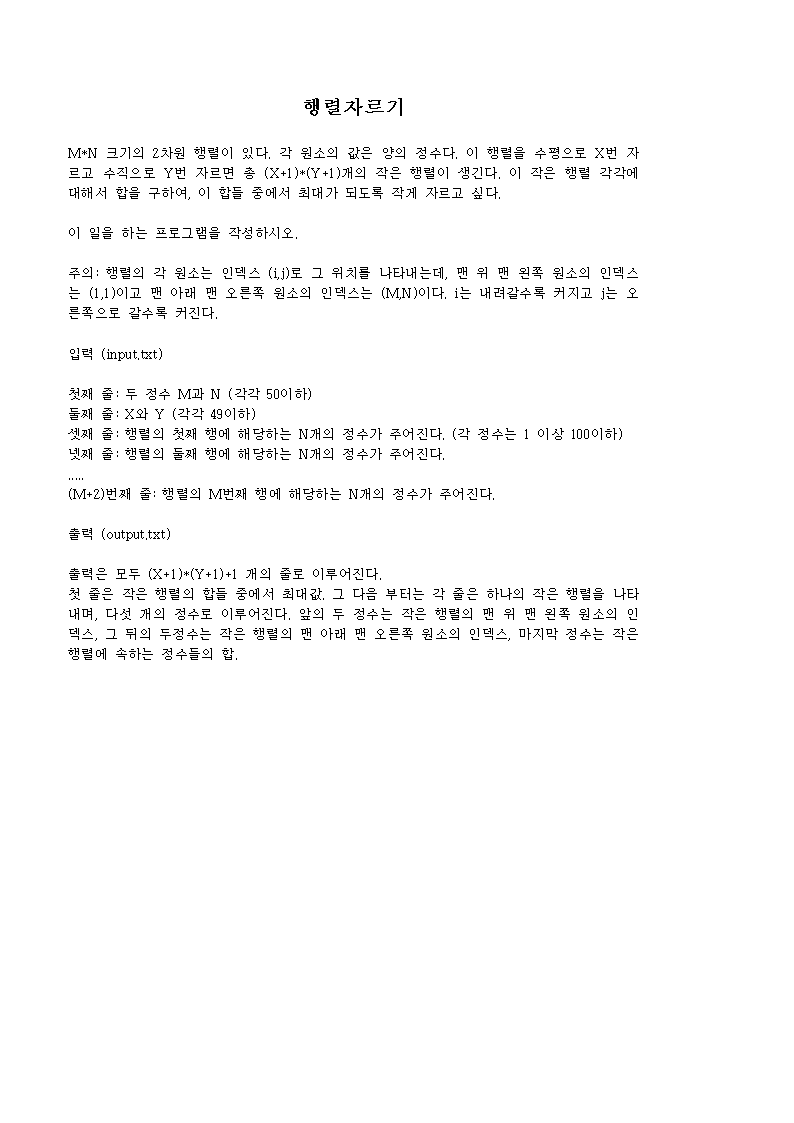 행렬자르기
M*N 크기의 2차원 행렬이 있다. 각 원소의 값은 양의 정수다. 이 행렬을 수평으로 X번 자
르고 수직으로 Y번 자르면 총 (X+1)*(Y+1)개의 작은 행렬이 생긴다. 이 작은 행렬 각각에
대해서 합을 구하여, 이 합들 중에서 최대가 되도록 작게 자르고 싶다.
이 일을 하는 프로그램을 작성하시오.
주의: 행렬의 각 원소는 인덱스 (i,j)로 그 위치를 나타내는데, 맨 위 맨 왼쪽 원소의 인덱스
는 (1,1)이고 맨 아래 맨 오른쪽 원소의 인덱스는 (M,N)이다. i는 내려갈수록 커지고 j는 오
른쪽으로 갈수록 커진다.
입력 (input.txt)
첫째 줄: 두 정수 M과 N (각각 50이하)
둘째 줄: X와 Y (각각 49이하)
셋째 줄: 행렬의 첫째 행에 해당하는 N개의 정수가 주어진다. (각 정수는 1 이상 100이하)
넷째 줄: 행렬의 둘째 행에 해당하는 N개의 정수가 주어진다.
.....
(M+2)번째 줄: 행렬의 M번째 행에 해당하는 N개의 정수가 주어진다.
출력 (output.txt)
출력은 모두 (X+1)*(Y+1)+1 개의 줄로 이루어진다.
첫 줄은 작은 행렬의 합들 중에서 최대값. 그 다음 부터는 각 줄은 하나의 작은 행렬을 나타
내며, 다섯 개의 정수로 이루어진다. 앞의 두 정수는 작은 행렬의 맨 위 맨 왼쪽 원소의 인
덱스, 그 뒤의 두정수는 작은 행렬의 맨 아래 맨 오른쪽 원소의 인덱스, 마지막 정수는 작은
행렬에 속하는 정수들의 합.